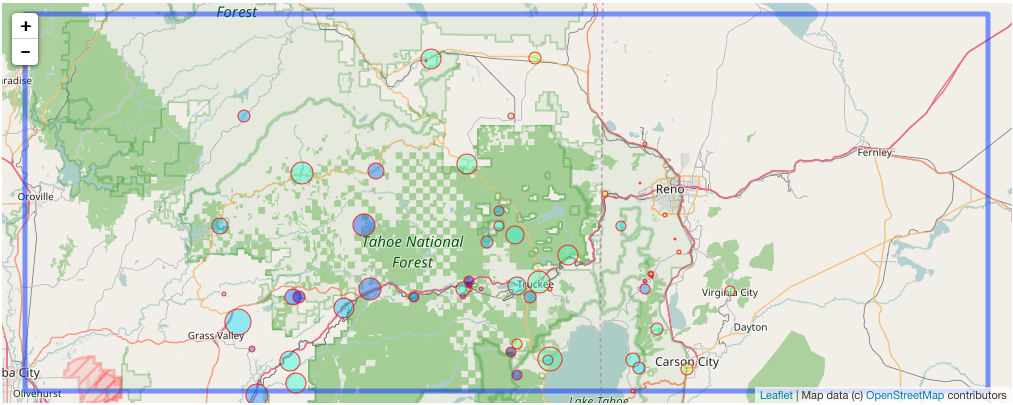 Forest
+
−
aradise
Fernley
Oroville
Reno
Tahoe National
Forest
Truckee
Virginia City
Grass Valley
Dayton
Carson City
ba City
Olivehurst
Lake Tahoe
Leaflet | Map data (c) OpenStreetMap contributors